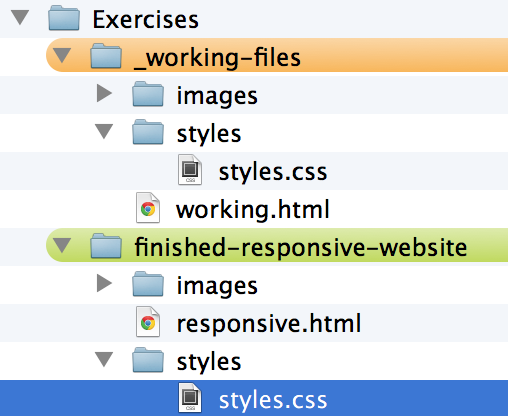 Exercises
_working-files
images
styles
styles.css
working.html
finished-responsive-website
images
responsive.html
styles
styles.css